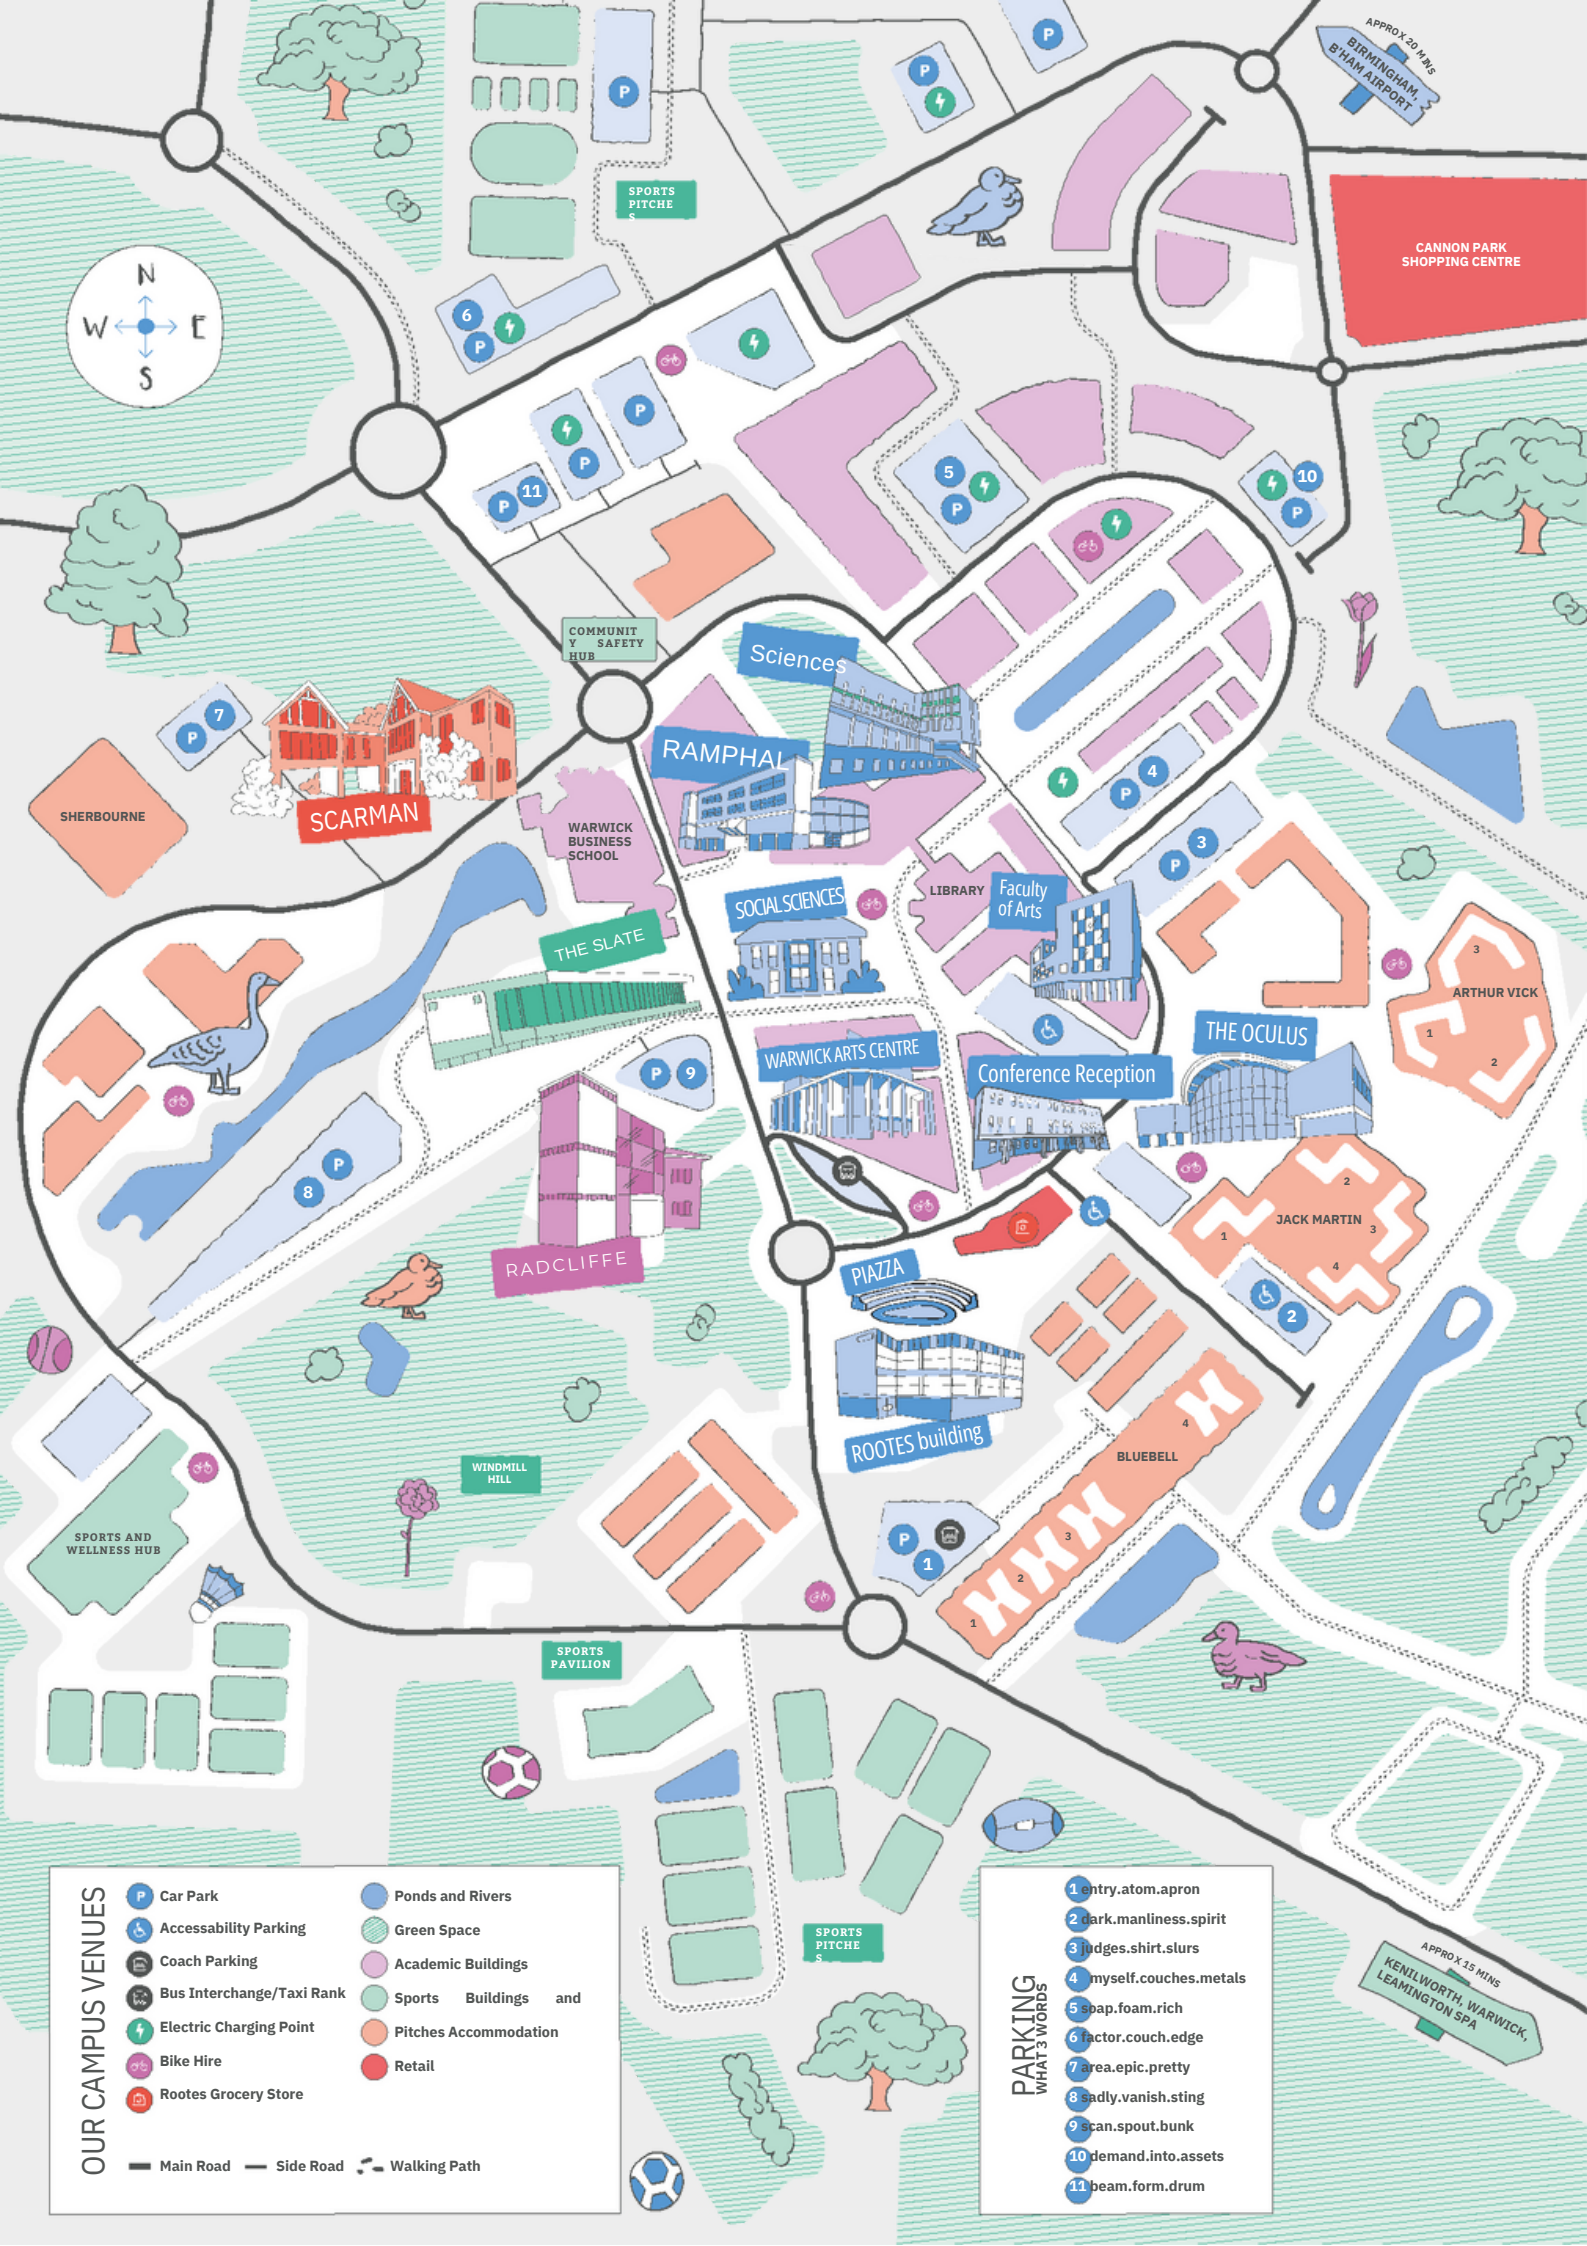 APPROX 20 MINS
BIRMINGHAM,
B'HAM AIRPORT
P
P
P
SPORTS
PITCHE
S
CANNON PARK
SHOPPING CENTRE
N
W E
S
6
P
P
11
P
P
5
P
10
P
COMMUNIT
Y SAFETY
HUB
Sciences
7
P
RAMPHAL
4
P
SCARMAN
SHERBOURNE
WARWICK
BUSINESS
SCHOOL
3
P
LIBRARY
Faculty
of Arts
SOCIAL SCIENCES
THE SLATE
3
ARTHUR VICK
1
2
THE OCULUS
WARWICK ARTS CENTRE
Conference Reception
P 9
P
8
2
JACK MARTIN
3
1
4
RADCLIFFE
PIAZZA
2
ROOTES building
4
BLUEBELL
3
2
1
WINDMILL
HILL
P
1
SPORTS AND
WELLNESS HUB
SPORTS
PAVILION
SPORTS
PITCHE
S
APPROX 15 MINS
KENILWORTH, WARWICK,
LEAMINGTON SPA
OUR CAMPUS VENUES
P Car Park
Accessability Parking
Coach Parking
Bus Interchange/Taxi Rank
Electric Charging Point
Bike Hire
Rootes Grocery Store
Ponds and Rivers
Green Space
Academic Buildings
Sports Buildings and
Pitches Accommodation
Retail
Main Road
Side Road
Walking Path
PARKING
WHAT 3 WORDS
1 entry.atom.apron
2 dark.manliness.spirit
3 judges.shirt.slurs
4 myself.couches.metals
5 soap.foam.rich
6 factor.couch.edge
7 area.epic.pretty
8 sadly.vanish.sting
9 scan.spout.bunk
10 demand.into.assets
11 beam.form.drum